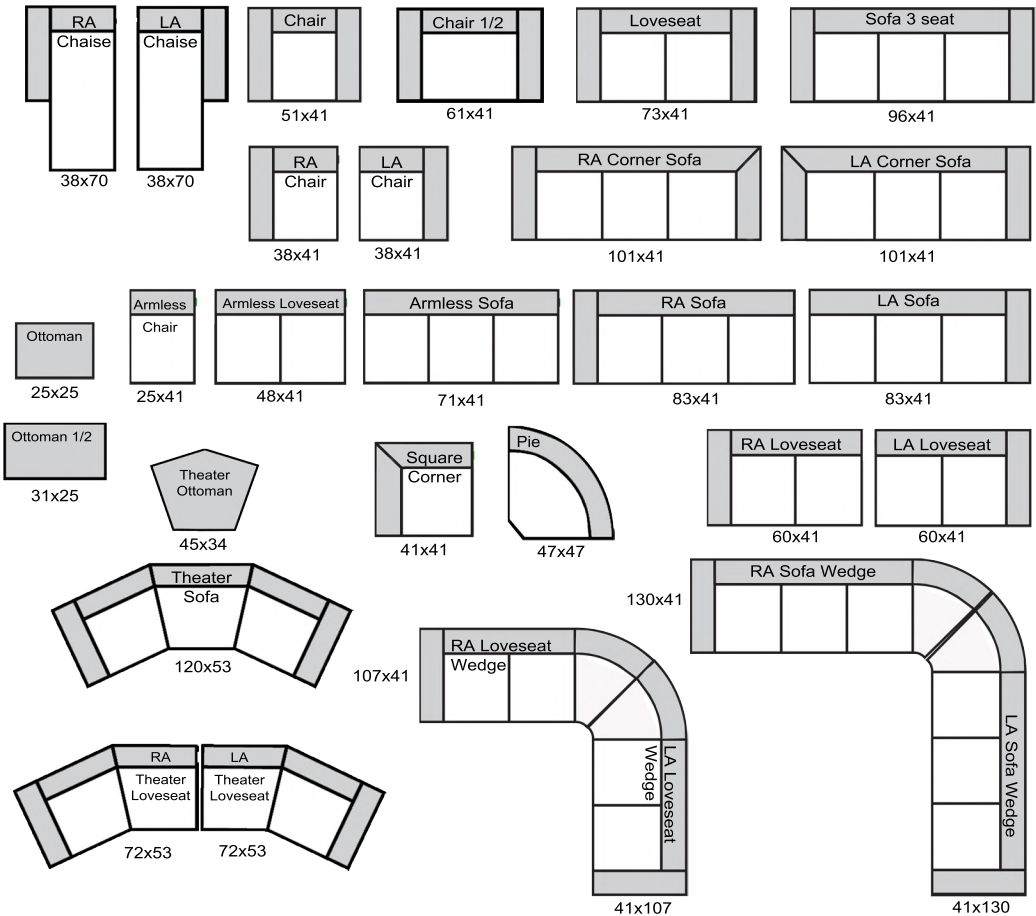 RA
Chaise
38x70
LA
Chaise
38x70
Chair
51x41
Chair 1/2
61x41
Loveseat
73x41
Sofa 3 seat
96x41
RA
Chair
38x41
LA
Chair
38x41
RA Corner Sofa
101x41
LA Corner Sofa
101x41
Ottoman
25x25
Armless
Chair
25x41
Armless Loveseat
48x41
Armless Sofa
71x41
RA Sofa
83x41
LA Sofa
83x41
Ottoman 1/2
31x25
Theater
Ottoman
45x34
Square
Corner
41x41
Pie
47x47
RA Loveseat
60x41
LA Loveseat
60x41
Theater
Sofa
120x53
RA Loveseat
Wedge
107x41
LA Loveseat
Wedge
41x107
RA Sofa Wedge
130x41
LA Sofa Wedge
41x130
RA
Theater
Loveseat
72x53
LA
Theater
Loveseat
72x53